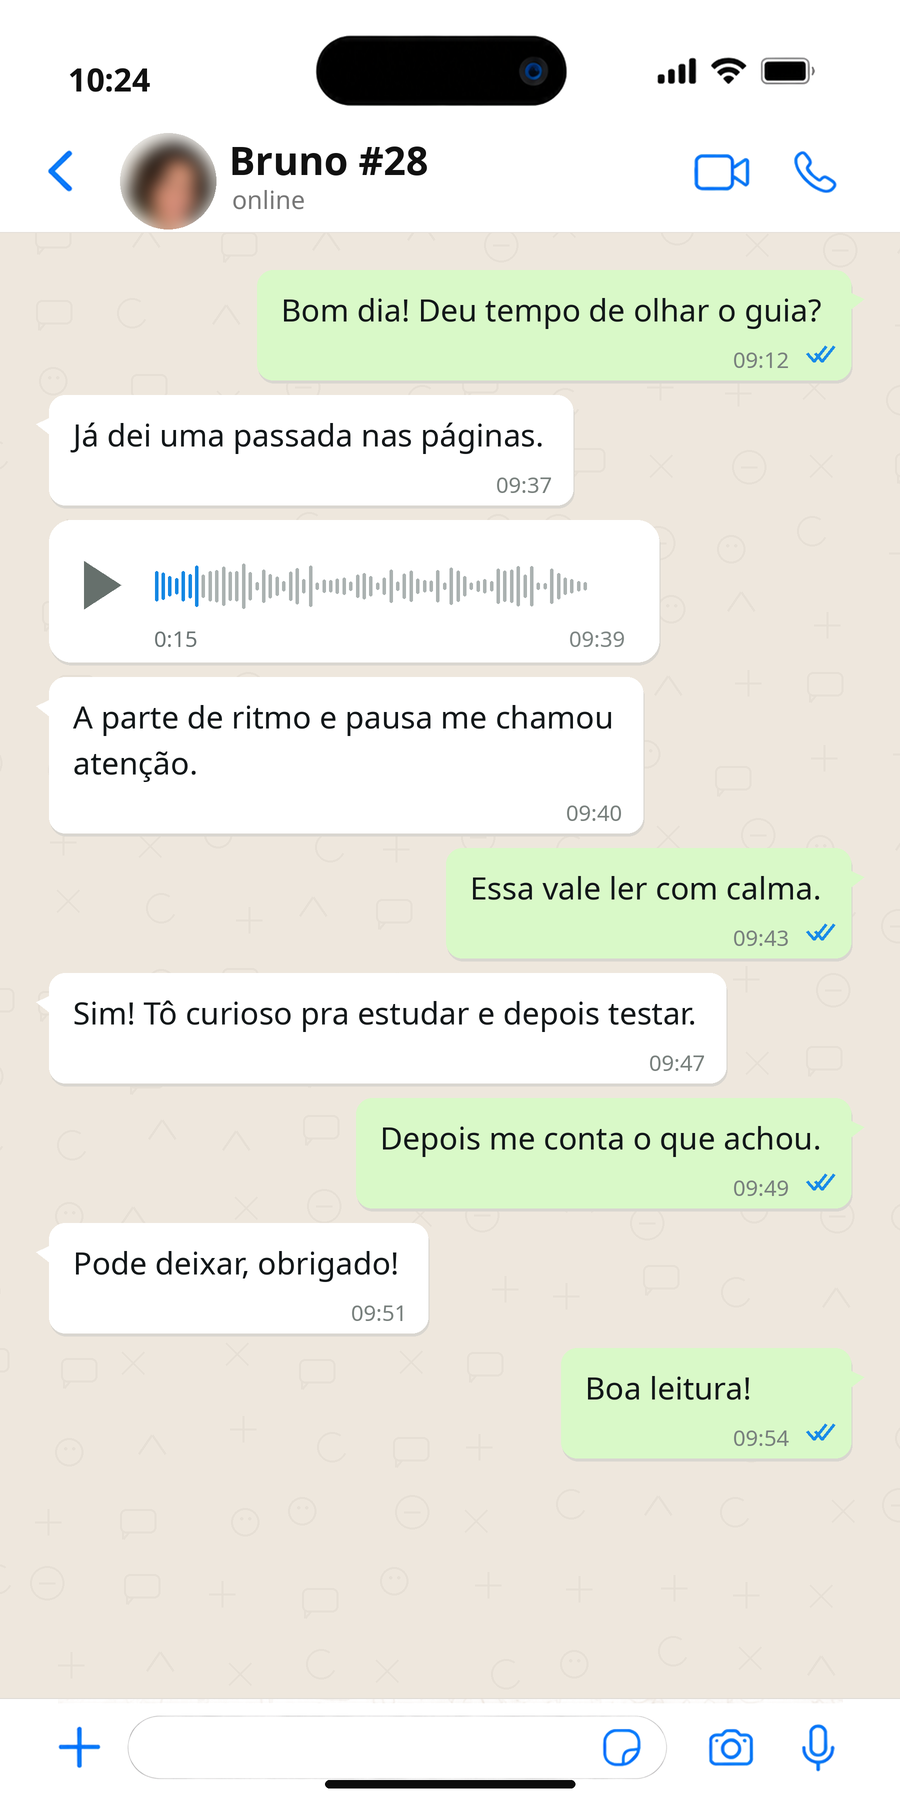 10:24
Bruno #28
online
Bom dia! Deu tempo de olhar o guia?
09:12
Já dei uma passada nas páginas.
09:37
0:15
09:39
A parte de ritmo e pausa me chamou
atenção.
09:40
Essa vale ler com calma.
09:43
Sim! Tô curioso pra estudar e depois testar.
09:47
Depois me conta o que achou.
09:49
Pode deixar, obrigado!
09:51
Boa leitura!
09:54